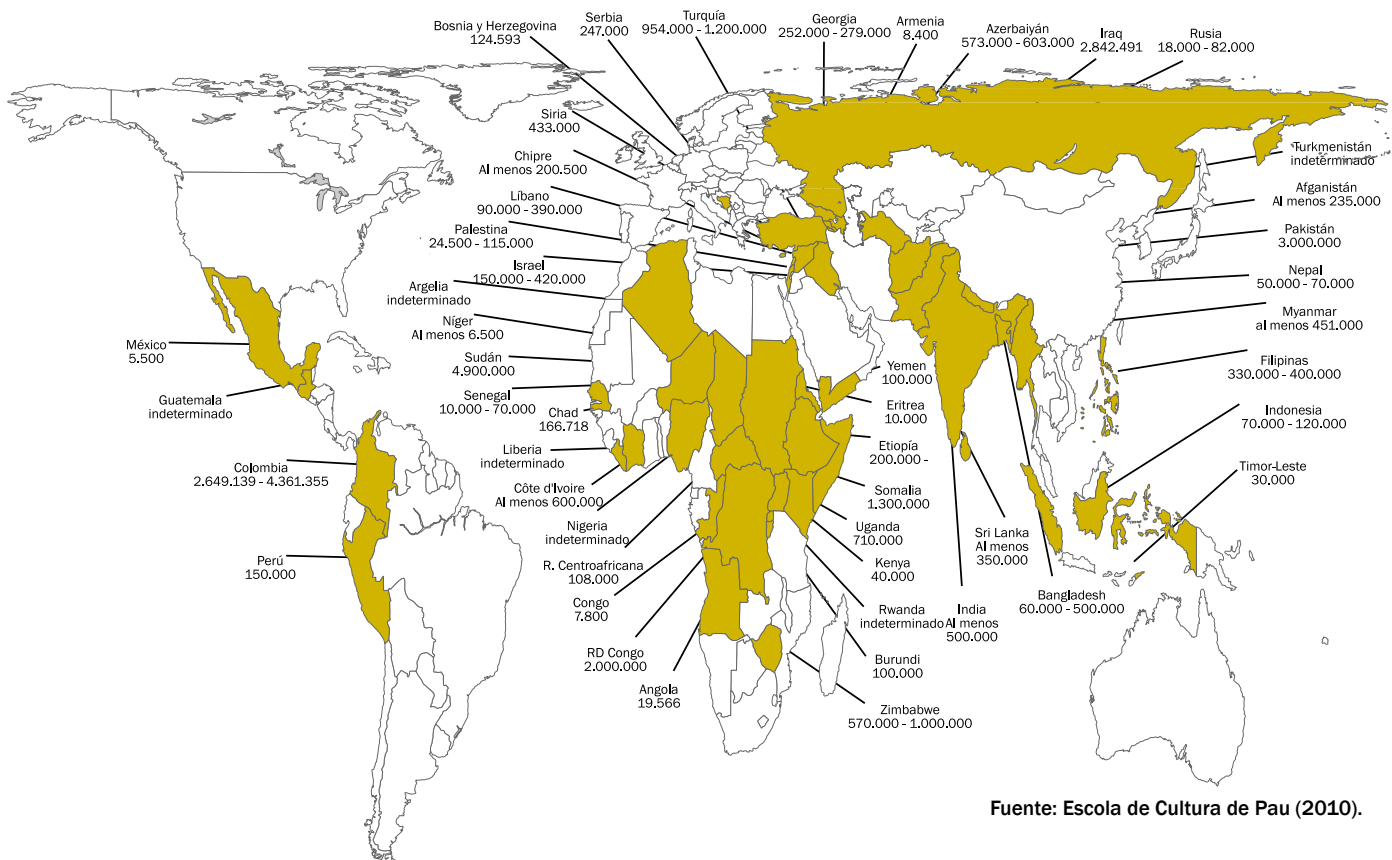 Bosnia y Herzegovina
124.593
Serbia
247.000
Turquía
954.000 - 1.200.000
Georgia
252.000 - 279.000
Armenia
8.400
Azerbaiyán
573.000 - 603.000
Iraq
2.842.491
Rusia
18.000 - 82.000
Siria
433.000
Chipre
Al menos 200.500
Líbano
90.000 - 390.000
Palestina
24.500 - 115.000
Israel
150.000 - 420.000
Argelia
indeterminado
Níger
Al menos 6.500
Sudán
4.900.000
Senegal
10.000 - 70.000
Chad
166.718
Liberia
indeterminado
Côte d'Ivoire
Al menos 600.000
Nigeria
indeterminado
R. Centroafricana
108.000
Congo
7.800
RD Congo
2.000.000
Angola
19.566
México
5.500
Guatemala
indeterminado
Colombia
2.649.139 - 4.361.355
Perú
150.000
Turkmenistán
indeterminado
Afganistán
Al menos 235.000
Pakistán
3.000.000
Nepal
50.000 - 70.000
Myanmar
al menos 451.000
Filipinas
330.000 - 400.000
Indonesia
70.000 - 120.000
Timor-Leste
30.000
Yemen
100.000
Eritrea
10.000
Etiopía
200.000 -
Somalia
1.300.000
Uganda
710.000
Kenya
40.000
Rwanda
indeterminado
Burundi
100.000
Zimbabwe
570.000 - 1.000.000
Sri Lanka
Al menos
350.000
India
Al menos
500.000
Bangladesh
60.000 - 500.000
Fuente: Escola de Cultura de Pau (2010).